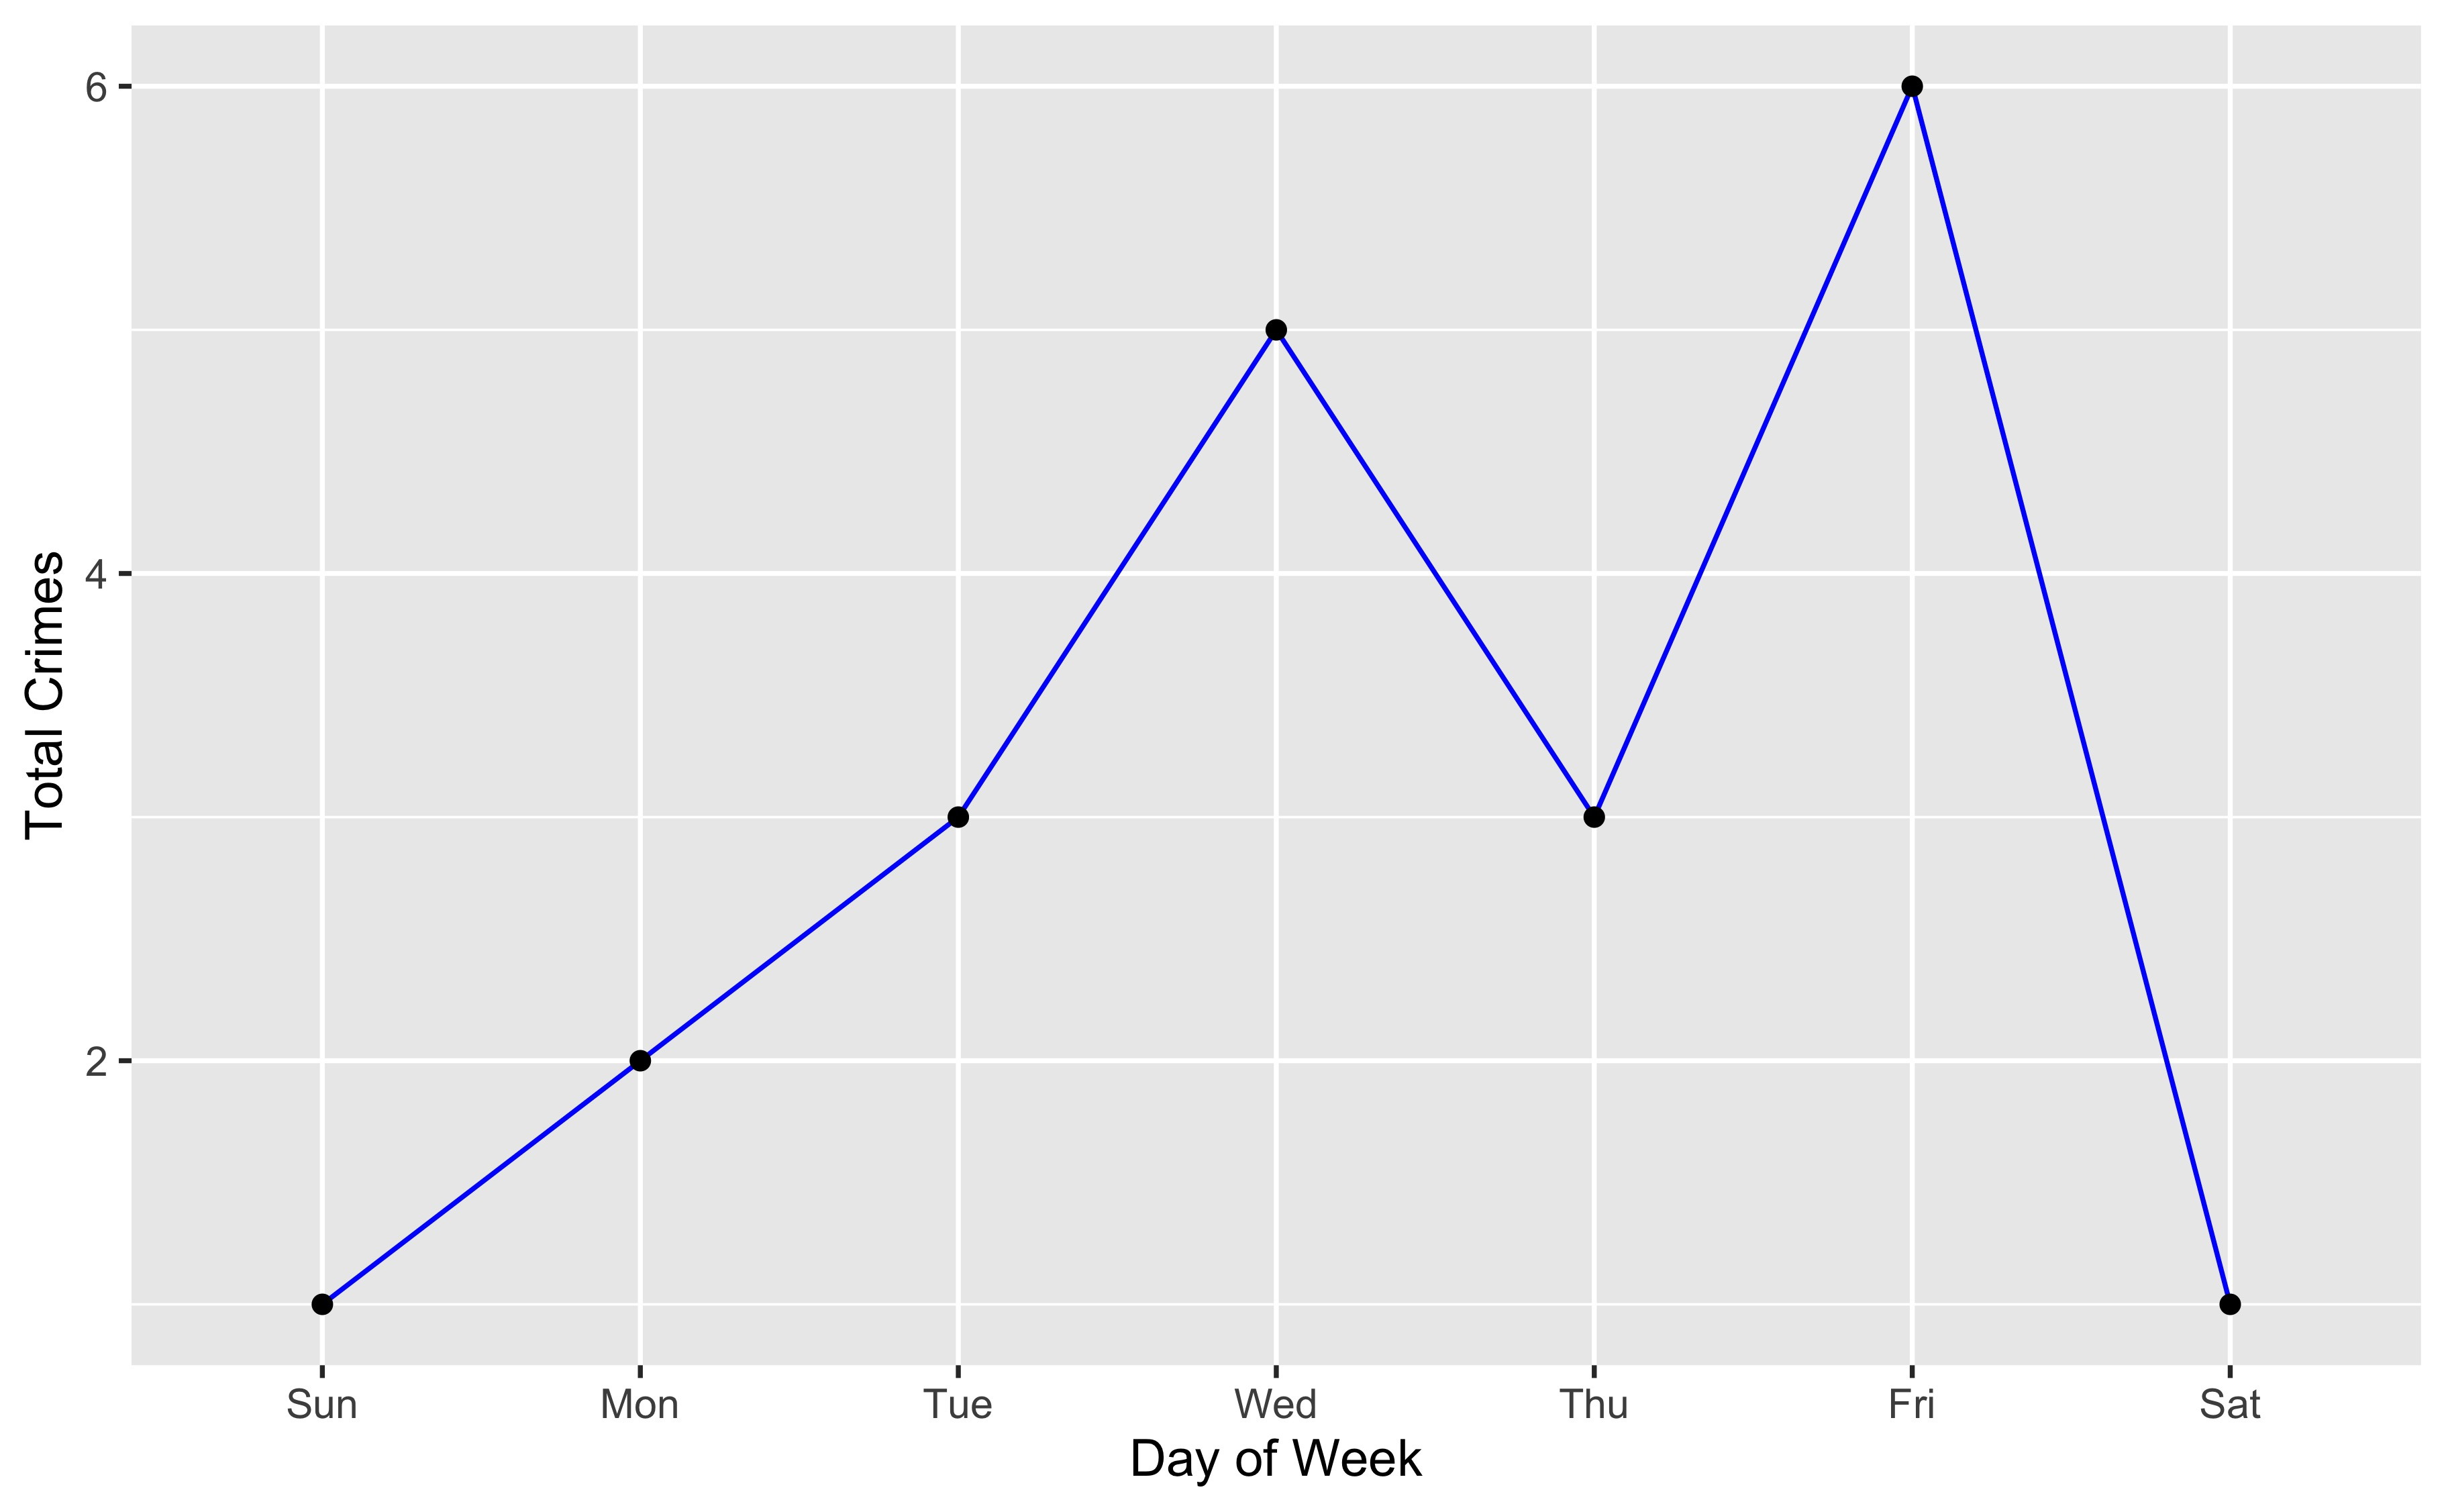 6
4
2
Total Crimes
Sun Mon Tue Wed Thu Fri Sat
Day of Week